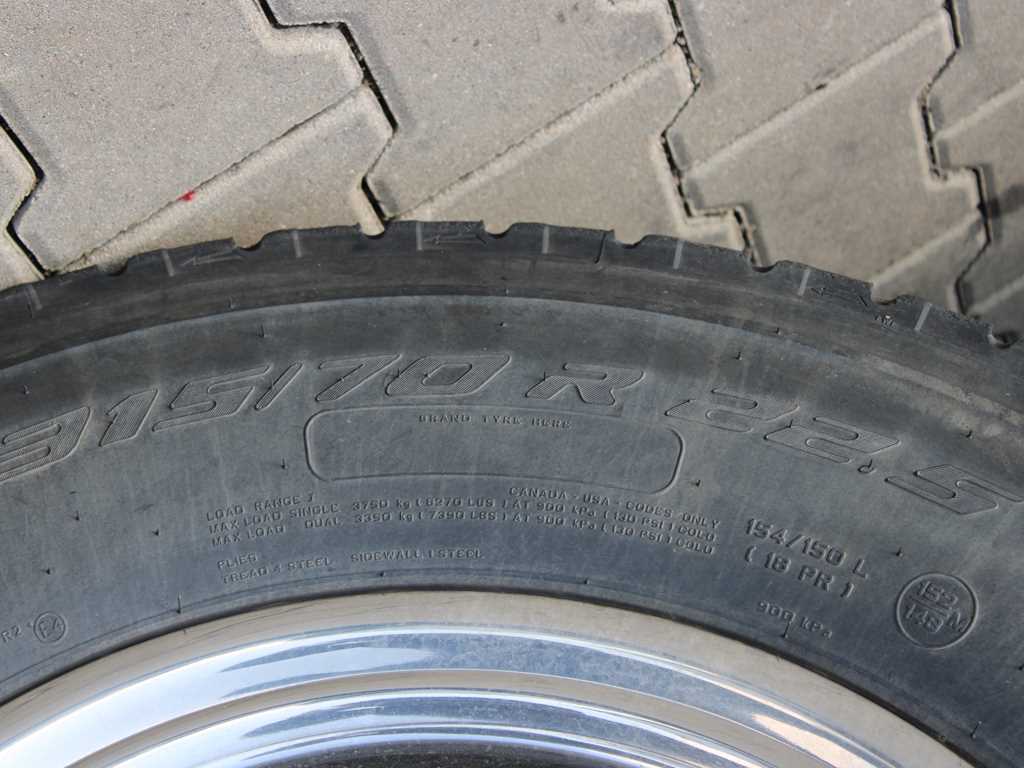 315/70 R 22.5
BRAND TYRE HERE
CANADA - USA - CODES ONLY
LOAD RANGE J
MAX LOAD SINGLE 3750 kg ( 8270 LBS ) AT 900 kPa ( 130 PSI ) COLD
MAX LOAD DUAL 3350 kg ( 7390 LBS ) AT 900 kPa ( 130 PSI ) COLD
PLIES
TREAD 4 STEEL SIDEWALL 1 STEEL
154/150 L
( 18 PR )
152
148 M
900 kPa
R2